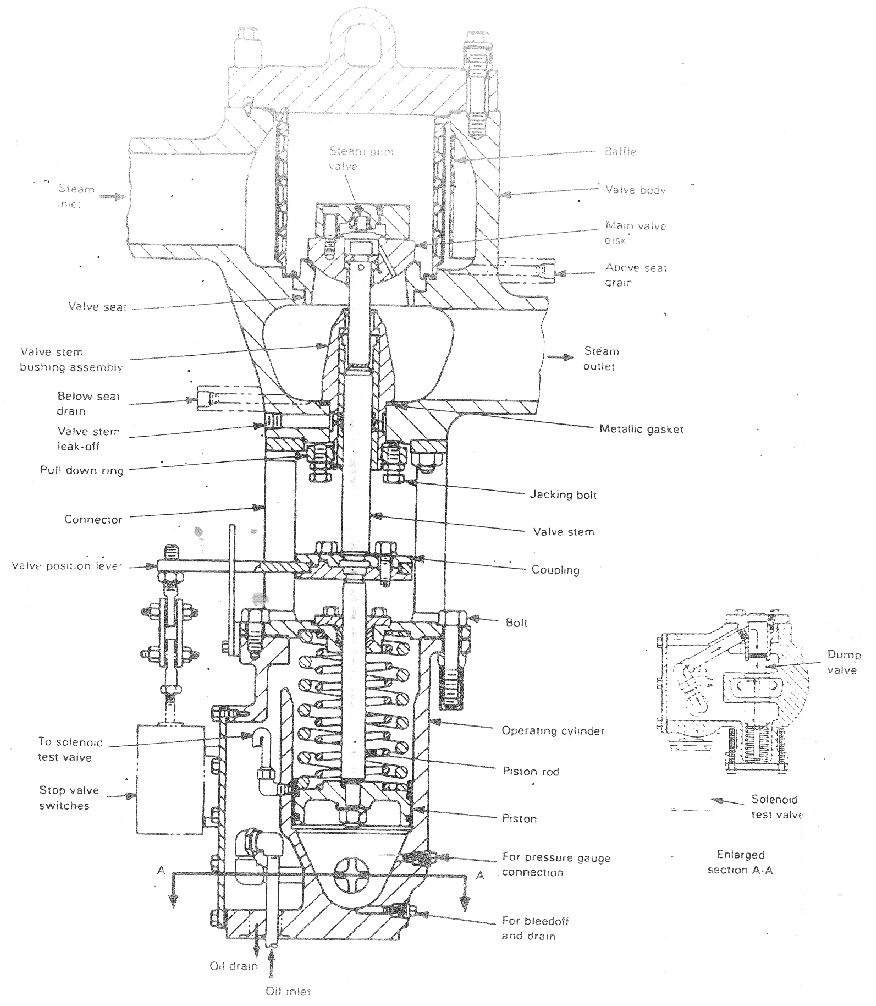 Steam pilot
valve
Baffle
Steam
inlet
Valve body
Main valve
disk
Above seat
drain
Valve seat
Valve stem
bushing assembly
Steam
outlet
Below seat
drain
Valve stem
leak-off
Metallic gasket
Pull down ring
Jacking bolt
Connector
Valve stem
Valve position lever
Coupling
Bolt
Dump
valve
Operating cylinder
To solenoid
test valve
Piston rod
Stop valve
switches
Solenoid
test valve
Piston
For pressure gauge
connection
Enlarged
section A-A
A
A
For bleedoff
and drain
Oil drain
Oil inlet